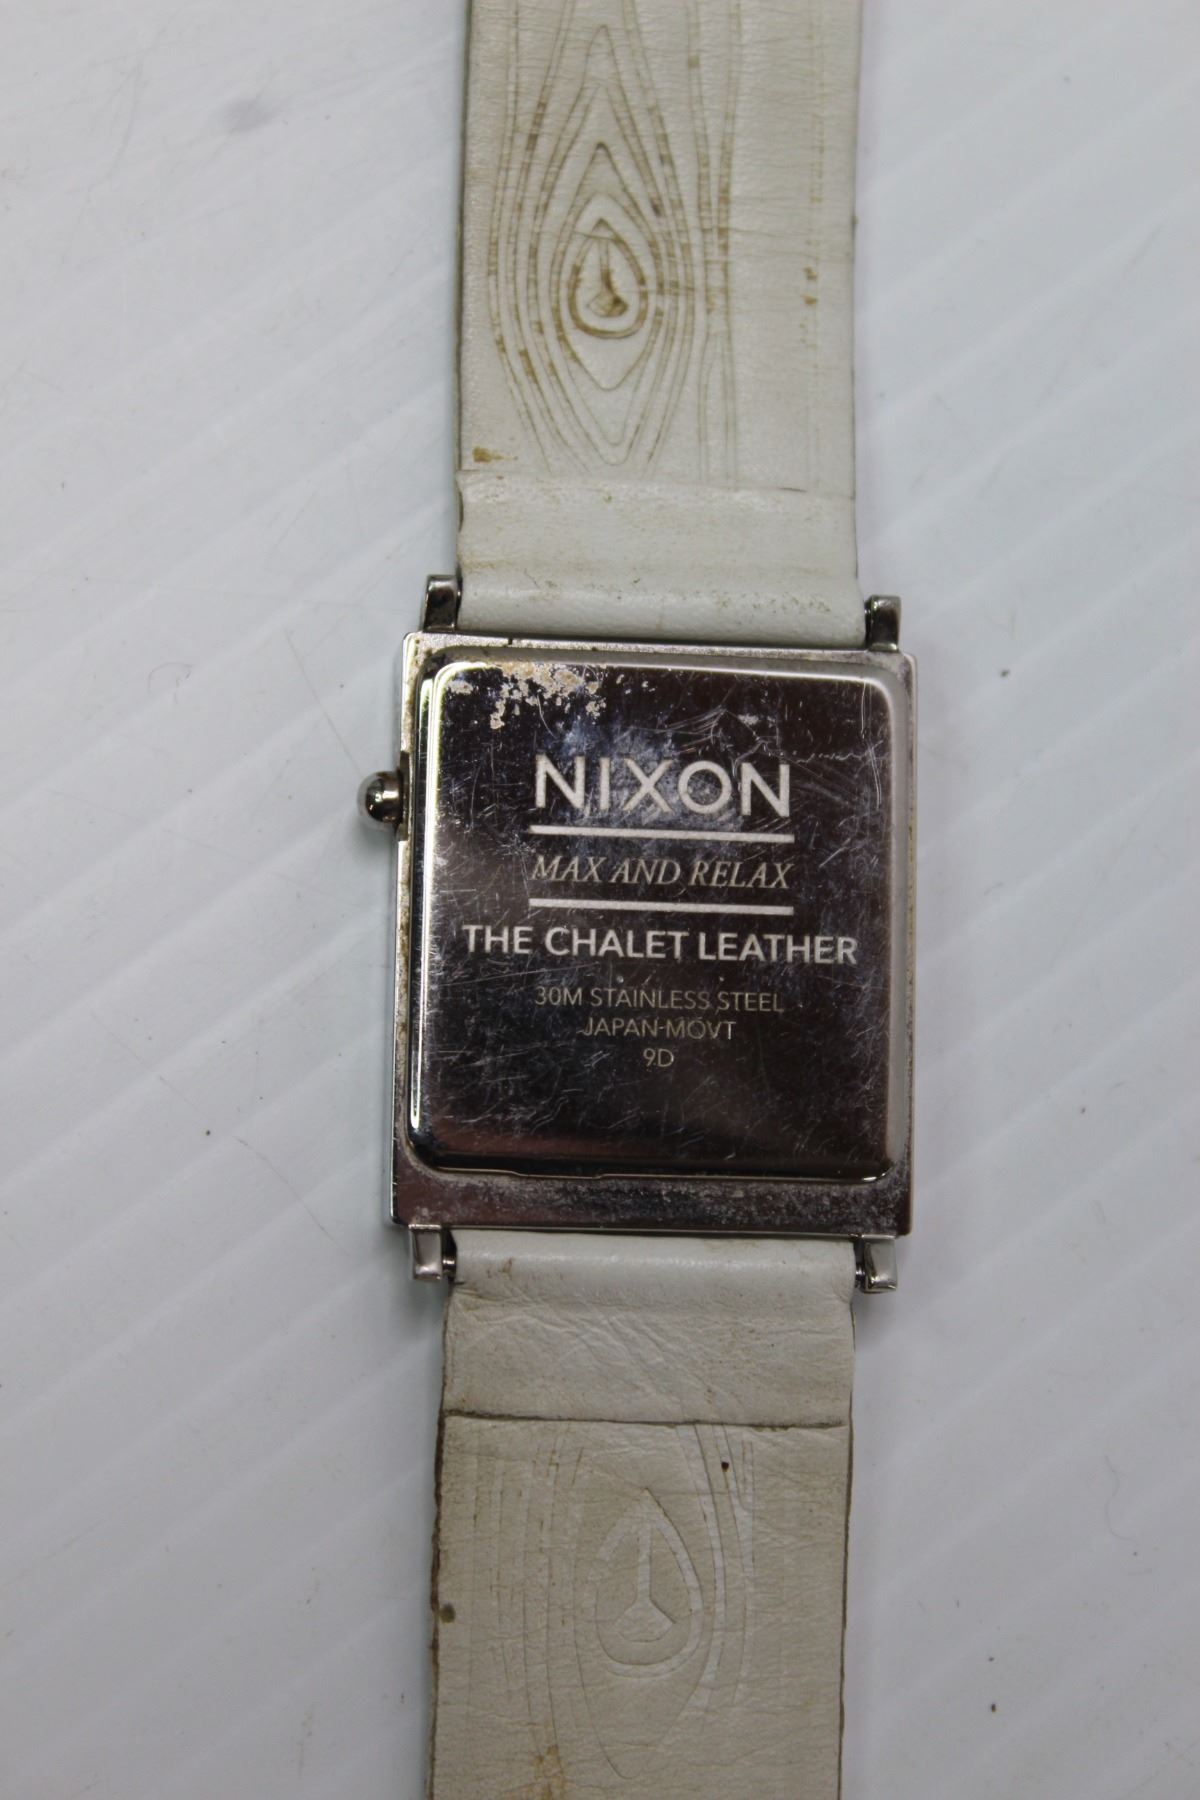 NIXON
MAX AND RELAX
THE CHALET LEATHER
30M STAINLESS STEEL
JAPAN MOVT
9D